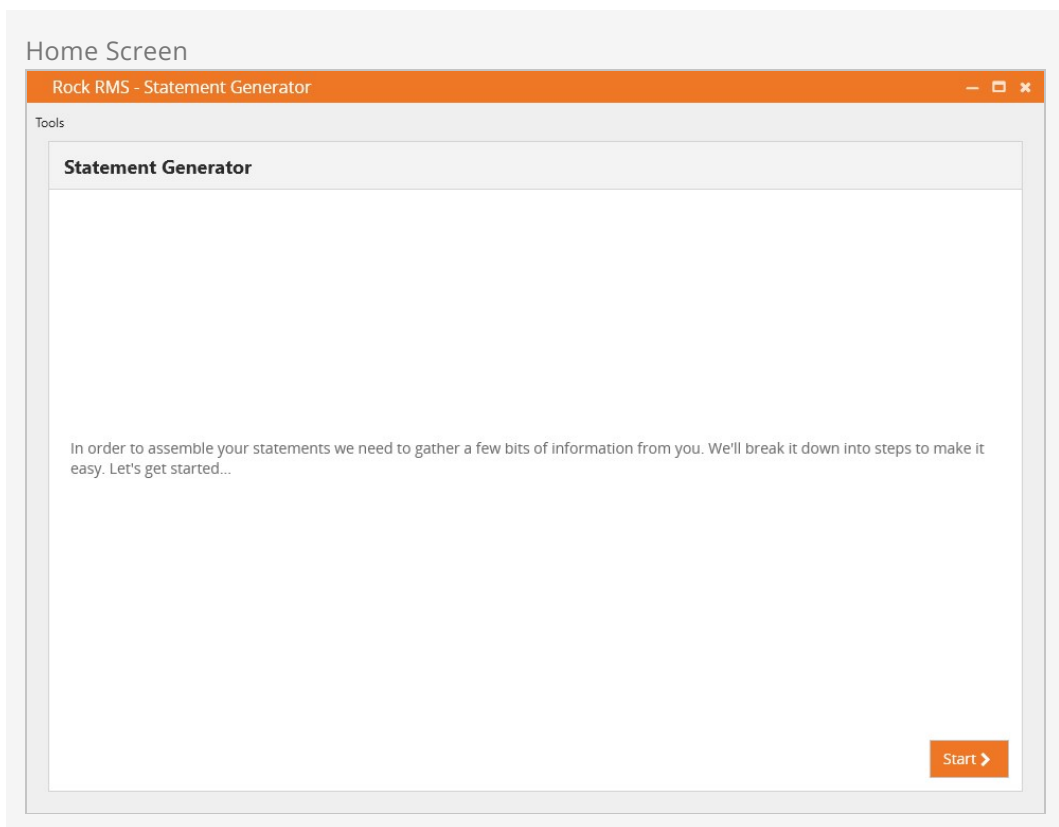 Home Screen
Rock RMS - Statement Generator
Tools
Statement Generator
In order to assemble your statements we need to gather a few bits of information from you. We'll break it down into steps to make it
easy. Let's get started...
Start